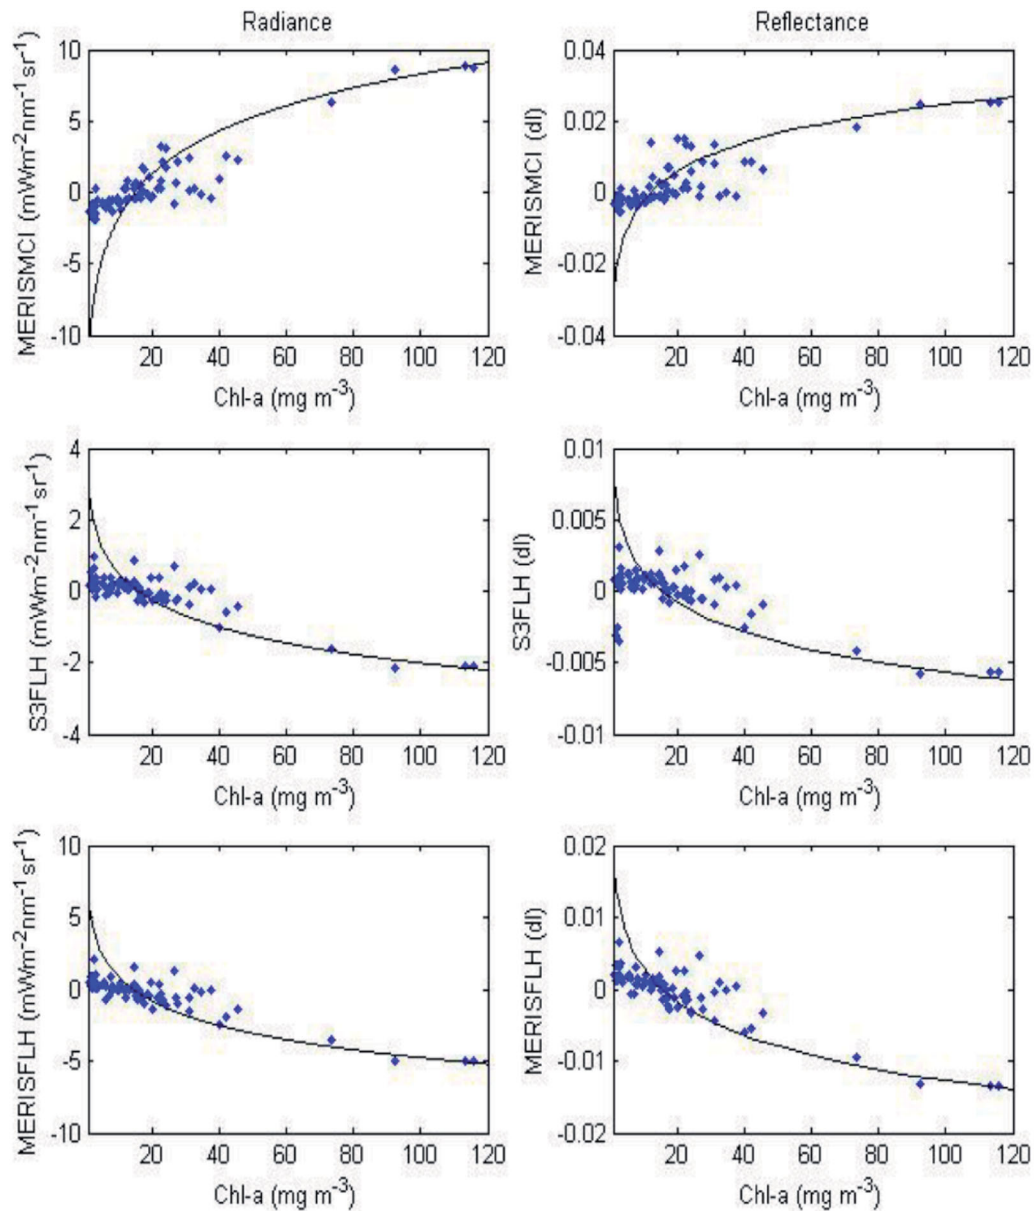 Radiance
Reflectance
MERISMCI (mWm-2nm-1 sr-1)
10
5
0
-5
-10
20 40 60 80 100 120
Chl-a (mg m-3)
MERISMCI (dl)
0.04
0.02
0
-0.02
-0.04
20 40 60 80 100 120
Chl-a (mg m-3)
S3FLH (mWm-2nm-1sr-1)
4
2
0
-2
-4
20 40 60 80 100 120
Chl-a (mg m-3)
S3FLH (dl)
0.01
0.005
0
-0.005
-0.01
20 40 60 80 100 120
Chl-a (mg m-3)
MERISFLH (mWm-2nm-1sr-1)
10
5
0
-5
-10
20 40 60 80 100 120
Chl-a (mg m-3)
MERISFLH (dl)
0.02
0.01
0
-0.01
-0.02
20 40 60 80 100 120
Chl-a (mg m-3)